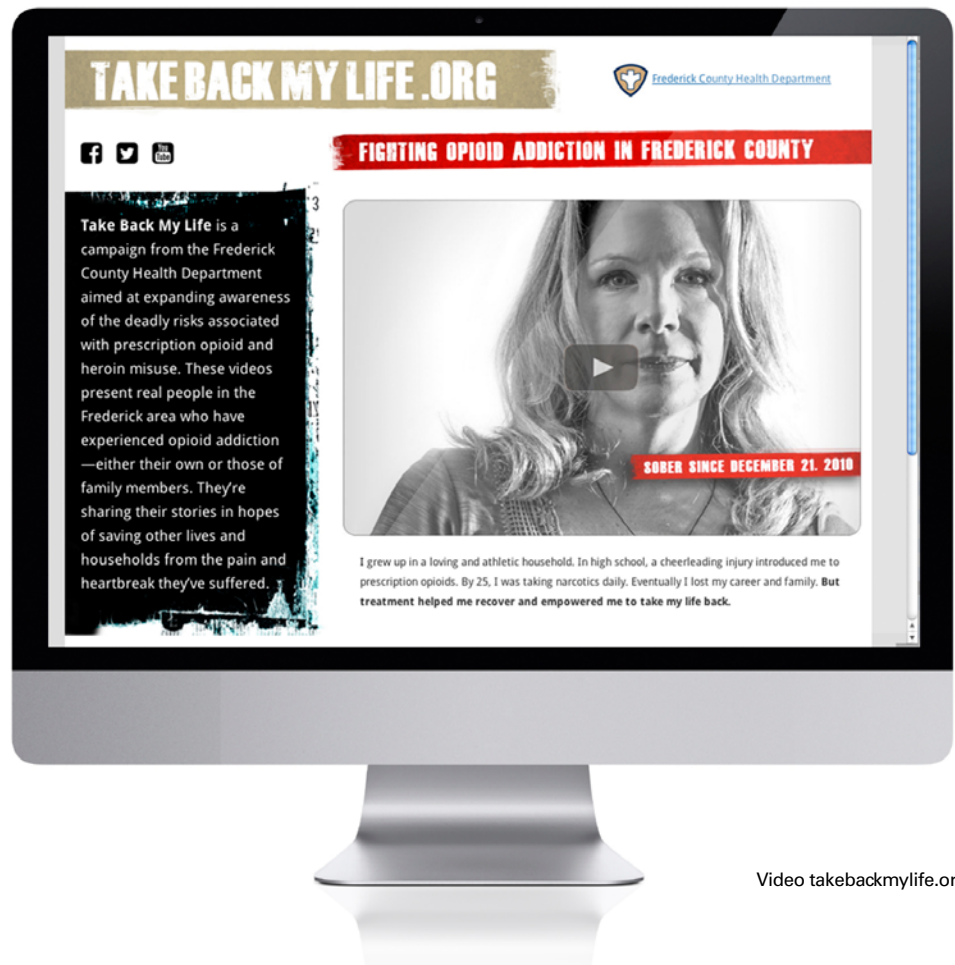 TAKE BACK MY LIFE .ORG
Frederick County Health Department
You
Tube
FIGHTING OPIOID ADDICTION IN FREDERICK COUNTY
Take Back My Life is a
campaign from the Frederick
County Health Department
aimed at expanding awareness
of the deadly risks associated
with prescription opioid and
heroin misuse. These videos
present real people in the
Frederick area who have
experienced opioid addiction
—either their own or those of
family members. They’re
sharing their stories in hopes
of saving other lives and
households from the pain and
heartbreak they’ve suffered.
SOBER SINCE DECEMBER 21, 2010
I grew up in a loving and athletic household. In high school, a cheerleading injury introduced me to
prescription opioids. By 25, I was taking narcotics daily. Eventually I lost my career and family. But
treatment helped me recover and empowered me to take my life back.
Video takebackmylife.or